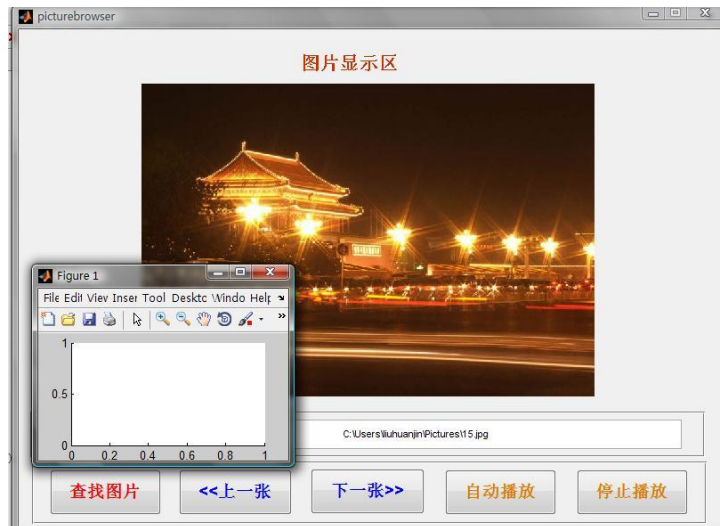 picturebrowser
图片显示区
Figure 1
File Edit View Inser Tool Deskto Windo Help
1
0.5
0
0 0.2 0.4 0.6 0.8 1
C:\Users\liuhuanjin\Pictures\15.jpg
查找图片
<<上一张
下一张>>
自动播放
停止播放